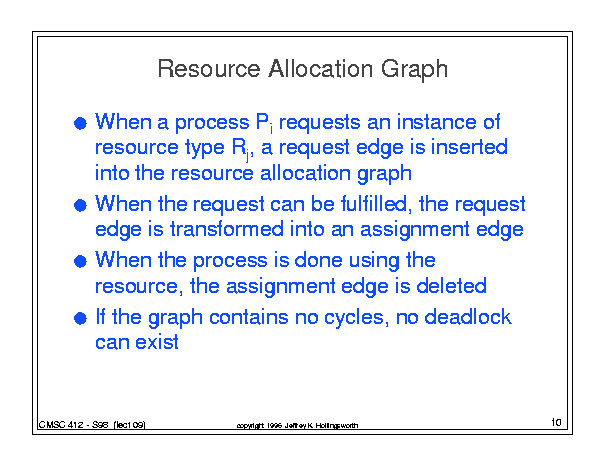 Resource Allocation Graph
When a process Pi requests an instance of
resource type Rj, a request edge is inserted
into the resource allocation graph
When the request can be fulfilled, the request
edge is transformed into an assignment edge
When the process is done using the
resource, the assignment edge is deleted
If the graph contains no cycles, no deadlock
can exist
CMSC 412 - S98 (lect 09)
copyright 1996 Jeffrey K. Hollingsworth
10